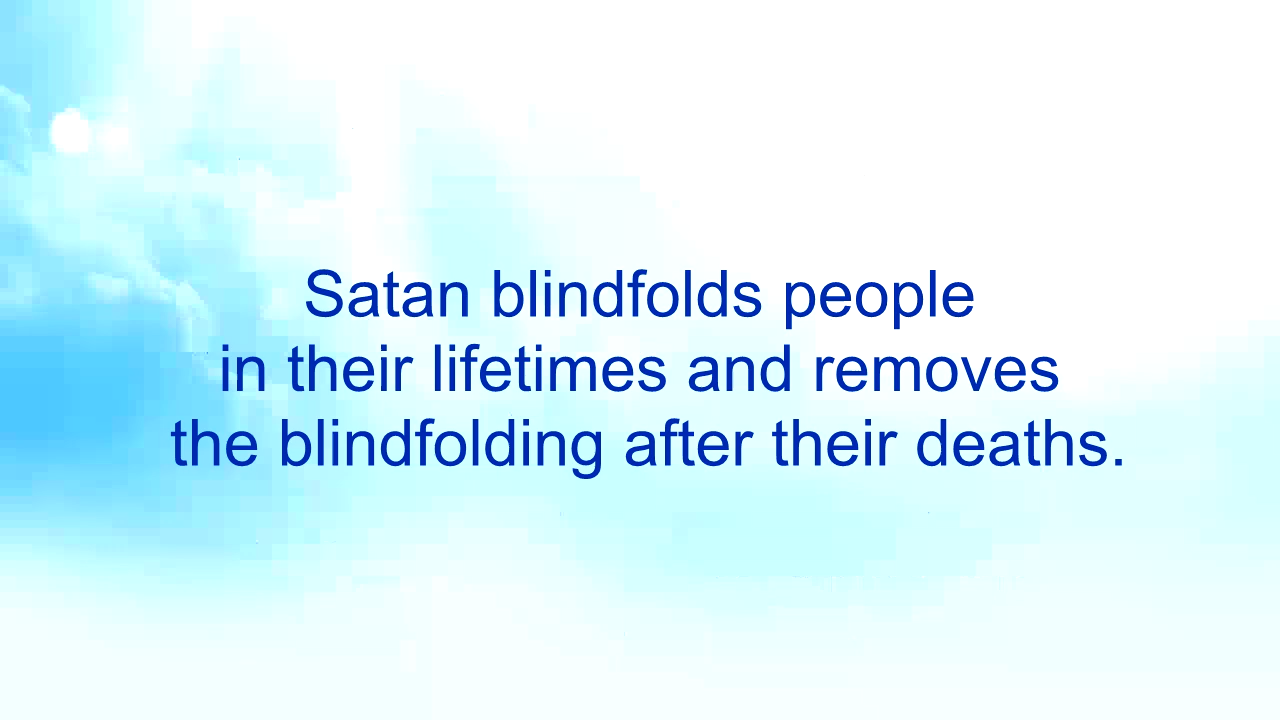 Satan blindfolds people
in their lifetimes and removes
the blindfolding after their deaths.